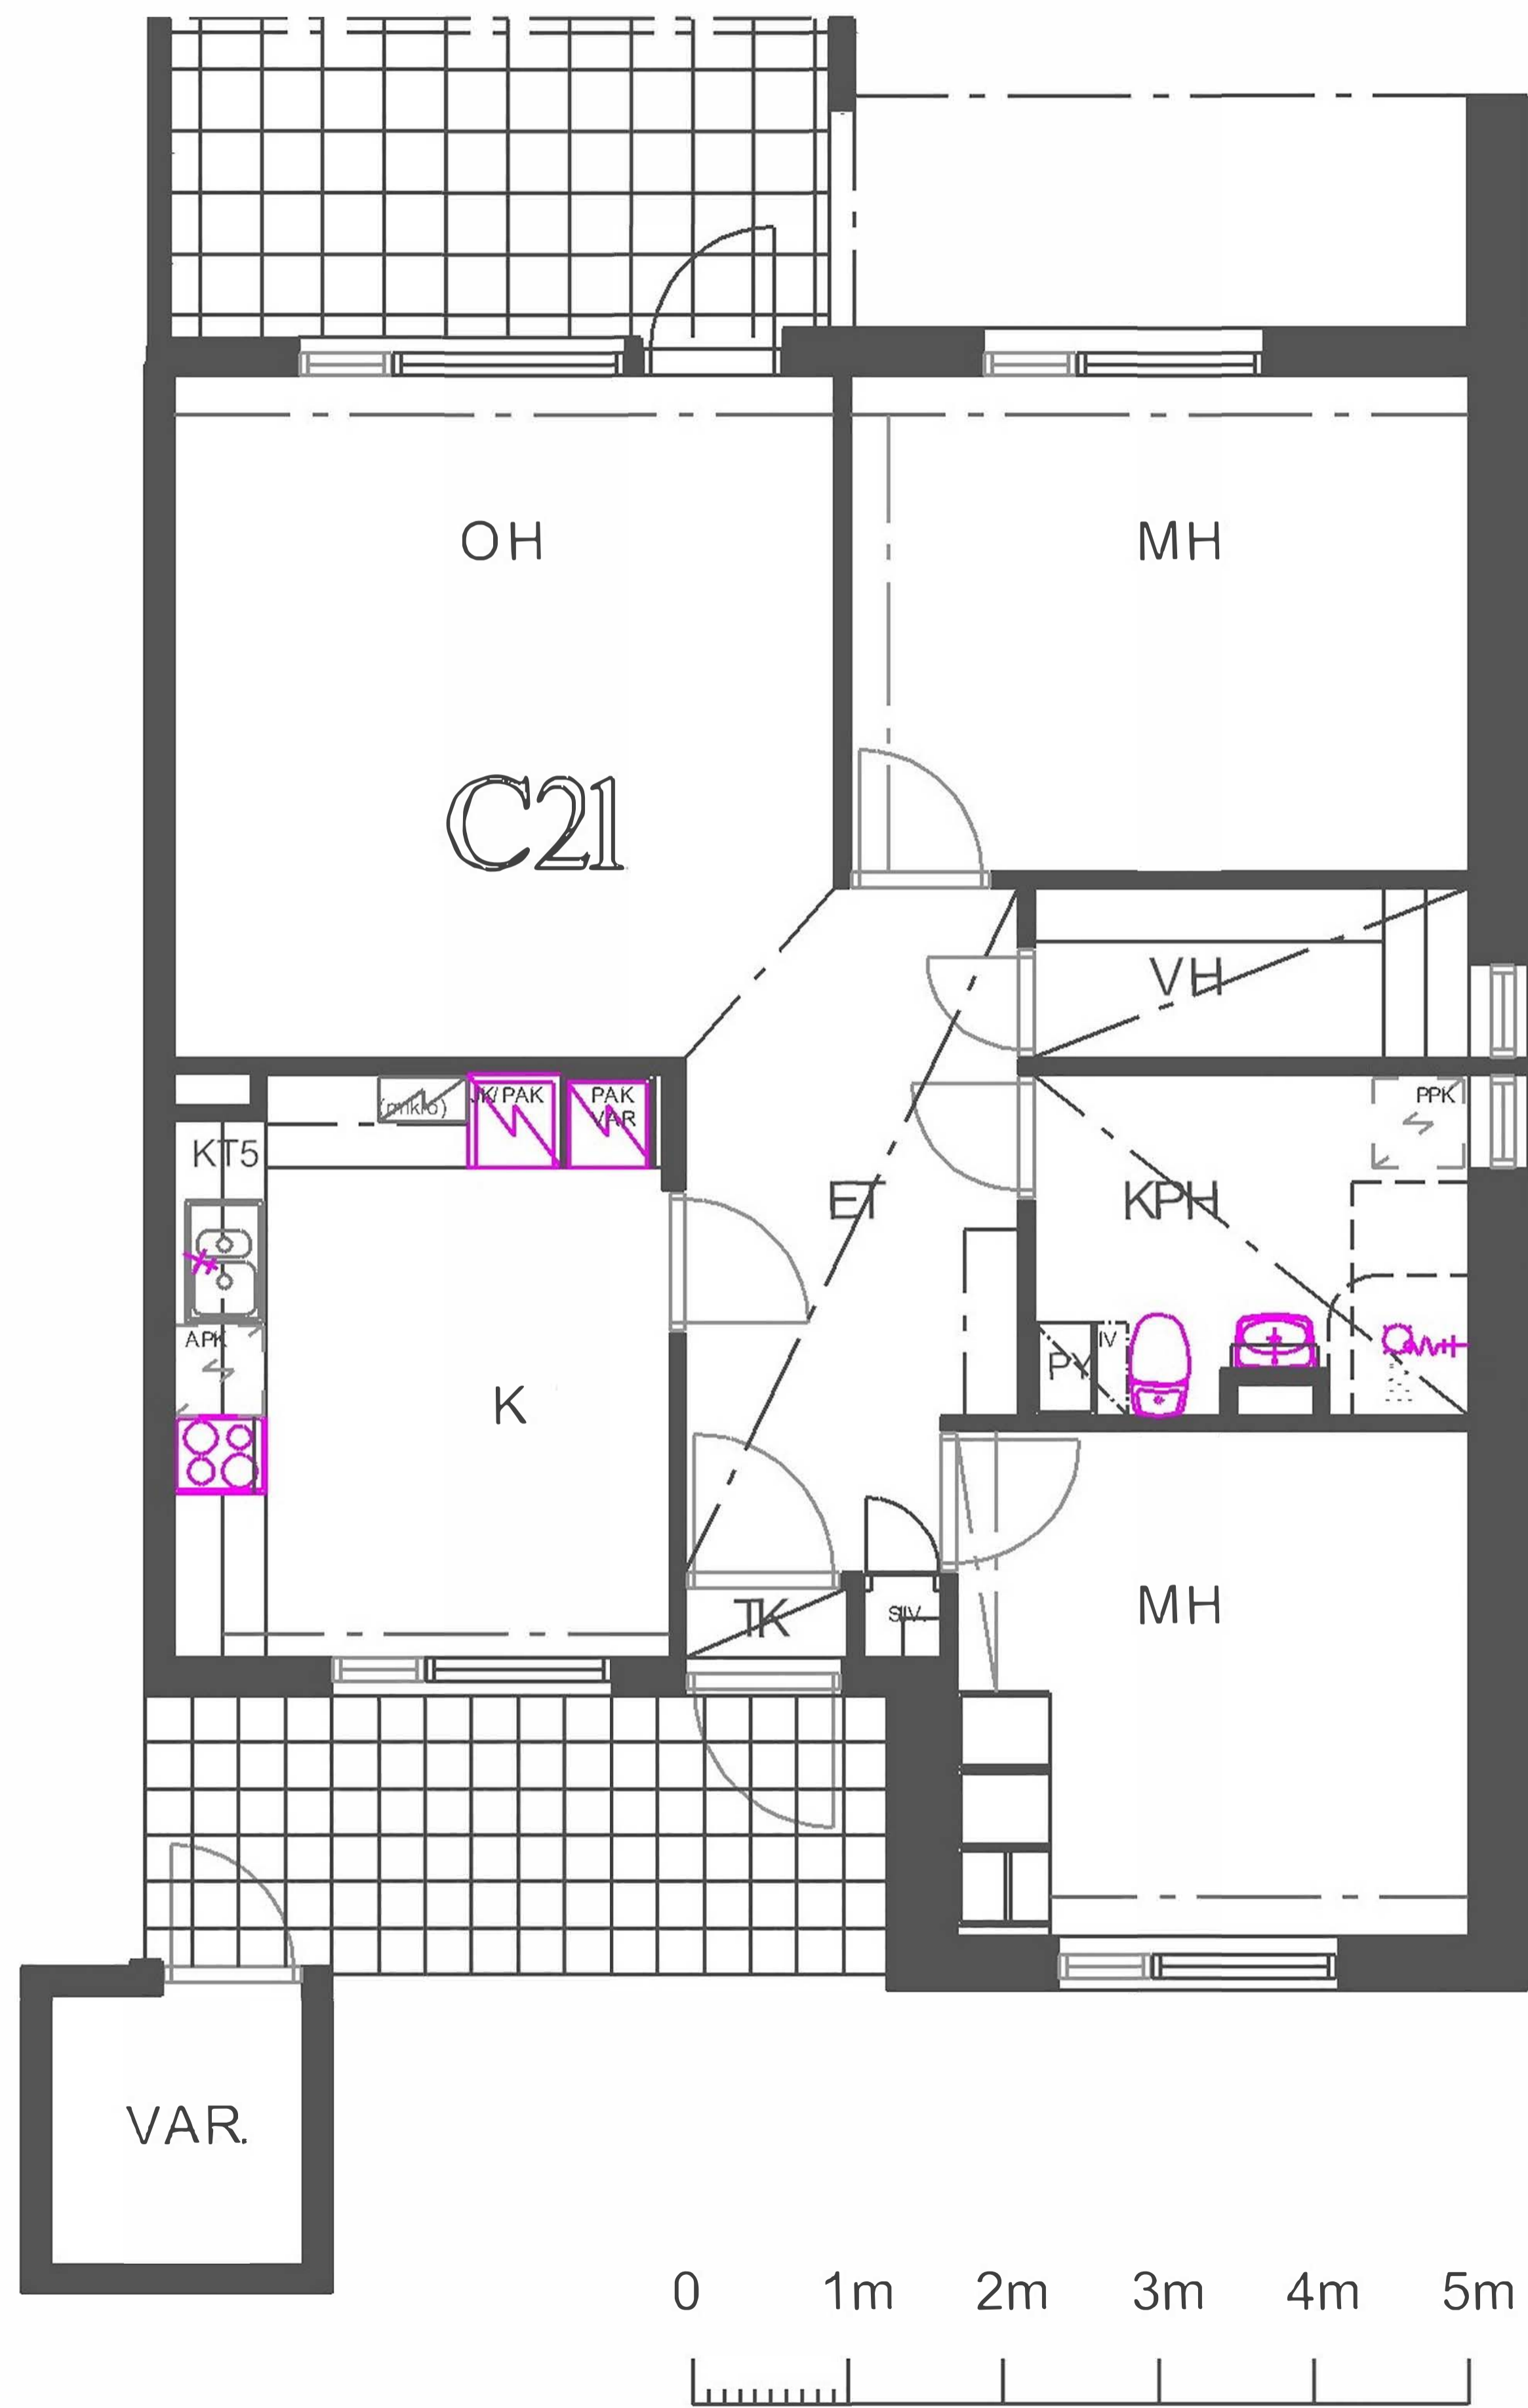 OH
MH
C21
VH
(mikro)
JK/PAK
PAK
VAR
PPK
KT5
ET
KPH
APK
IV
PY
K
TK
SIV.
MH
VAR.
0 1m 2m 3m 4m 5m